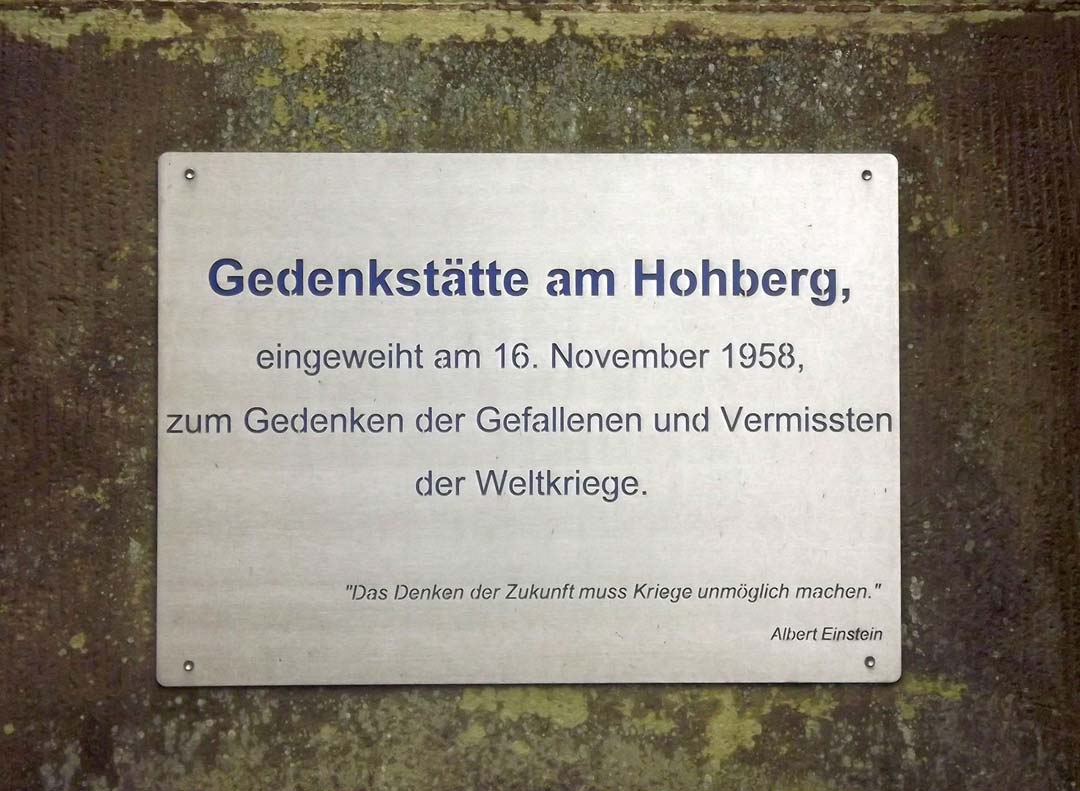 Gedenkstätte am Hohberg,
eingeweiht am 16. November 1958,
zum Gedenken der Gefallenen und Vermissten
der Weltkriege.
"Das Denken der Zukunft muss Kriege unmöglich machen."
Albert Einstein